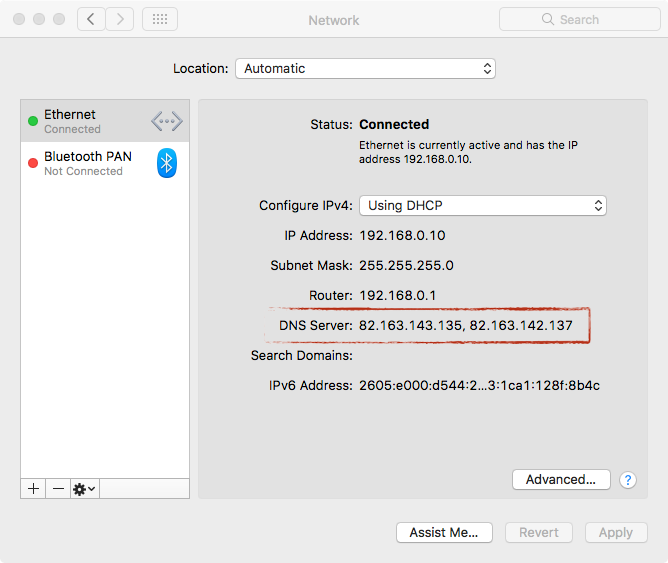 Network
Search
Location: Automatic
Ethernet
Connected
Bluetooth PAN
Not Connected
Status: Connected
Ethernet is currently active and has the IP
address 192.168.0.10.
Configure IPv4: Using DHCP
IP Address: 192.168.0.10
Subnet Mask: 255.255.255.0
Router: 192.168.0.1
DNS Server: 82.163.143.135, 82.163.142.137
Search Domains:
IPv6 Address: 2605:e000:d544:2...3:1ca1:128f:8b4c
Advanced... ?
Assist Me... Revert Apply